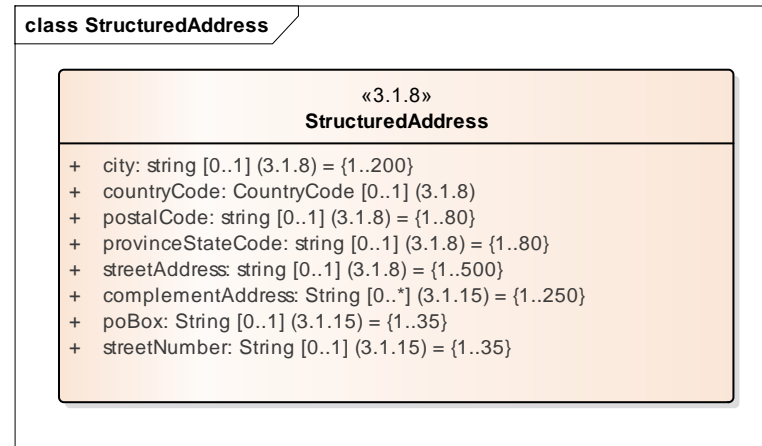 class StructuredAddress
«3.1.8»
StructuredAddress
+ city: string [0..1] (3.1.8) = {1..200}
+ countryCode: CountryCode [0..1] (3.1.8)
+ postalCode: string [0..1] (3.1.8) = {1..80}
+ provinceStateCode: string [0..1] (3.1.8) = {1..80}
+ streetAddress: string [0..1] (3.1.8) = {1..500}
+ complementAddress: String [0..*] (3.1.15) = {1..250}
+ poBox: String [0..1] (3.1.15) = {1..35}
+ streetNumber: String [0..1] (3.1.15) = {1..35}